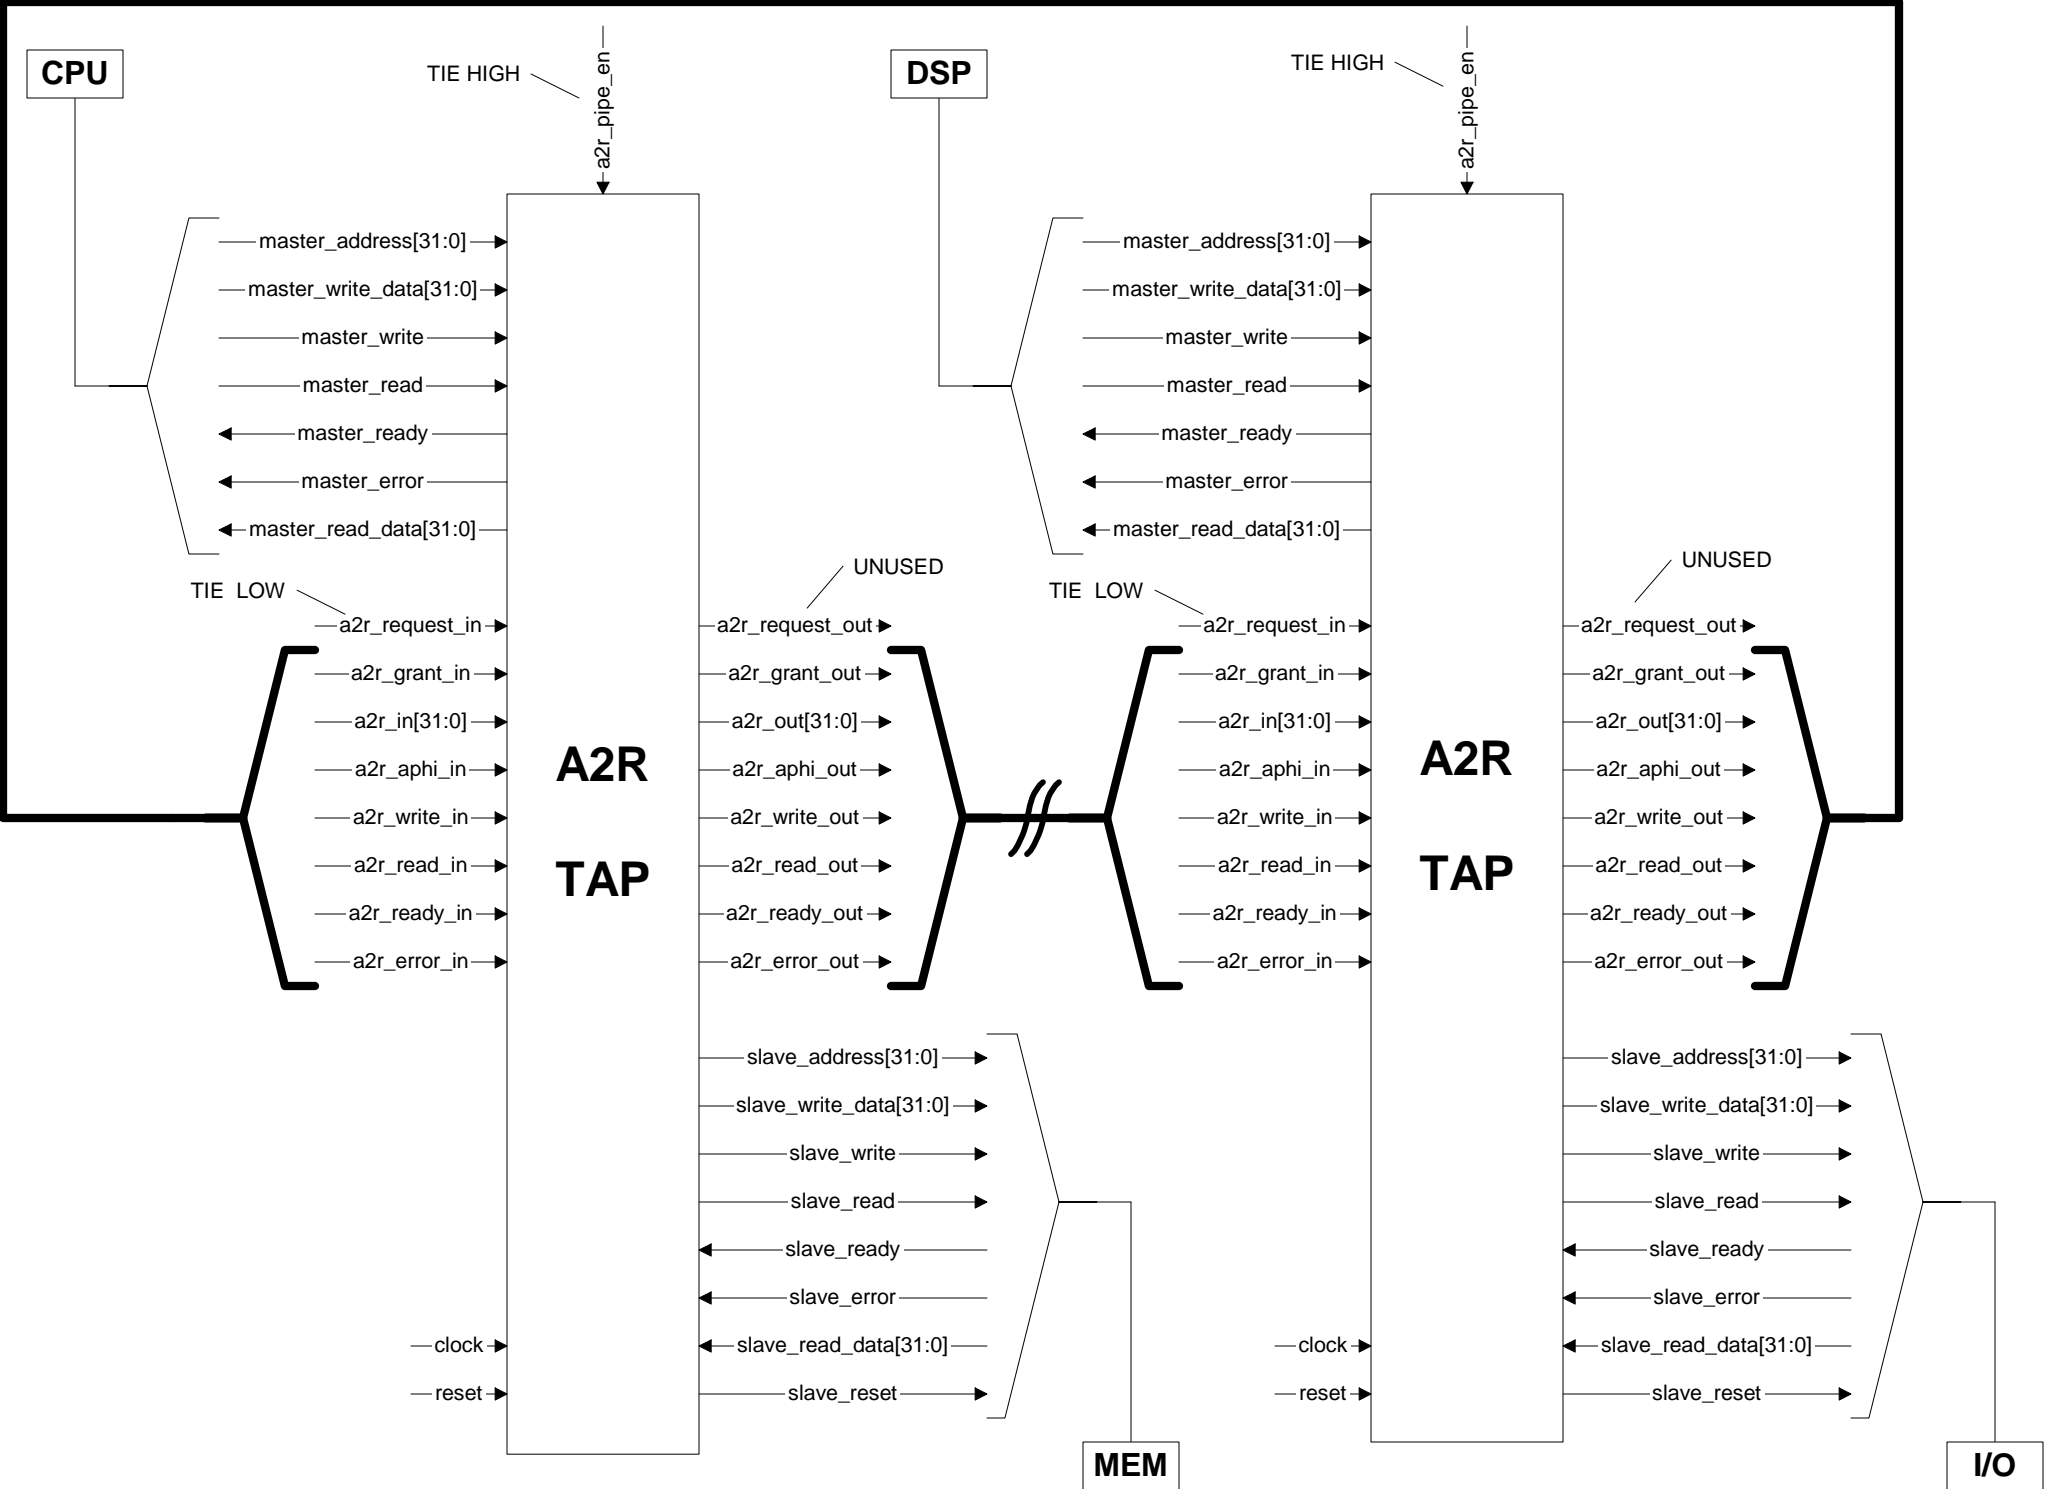 CPU
TIE HIGH
a2r_pipe_en
DSP
TIE HIGH
a2r_pipe_en
master_address[31:0]
master_write_data[31:0]
master_write
master_read
master_ready
master_error
master_read_data[31:0]
TIE LOW
a2r_request_in
a2r_grant_in
a2r_in[31:0]
a2r_aphi_in
a2r_write_in
a2r_read_in
a2r_ready_in
a2r_error_in
clock
reset
A2R
TAP
UNUSED
a2r_request_out
a2r_grant_out
a2r_out[31:0]
a2r_aphi_out
a2r_write_out
a2r_read_out
a2r_ready_out
a2r_error_out
slave_address[31:0]
slave_write_data[31:0]
slave_write
slave_read
slave_ready
slave_error
slave_read_data[31:0]
slave_reset
MEM
master_address[31:0]
master_write_data[31:0]
master_write
master_read
master_ready
master_error
master_read_data[31:0]
TIE LOW
a2r_request_in
a2r_grant_in
a2r_in[31:0]
a2r_aphi_in
a2r_write_in
a2r_read_in
a2r_ready_in
a2r_error_in
clock
reset
A2R
TAP
UNUSED
a2r_request_out
a2r_grant_out
a2r_out[31:0]
a2r_aphi_out
a2r_write_out
a2r_read_out
a2r_ready_out
a2r_error_out
slave_address[31:0]
slave_write_data[31:0]
slave_write
slave_read
slave_ready
slave_error
slave_read_data[31:0]
slave_reset
I/O